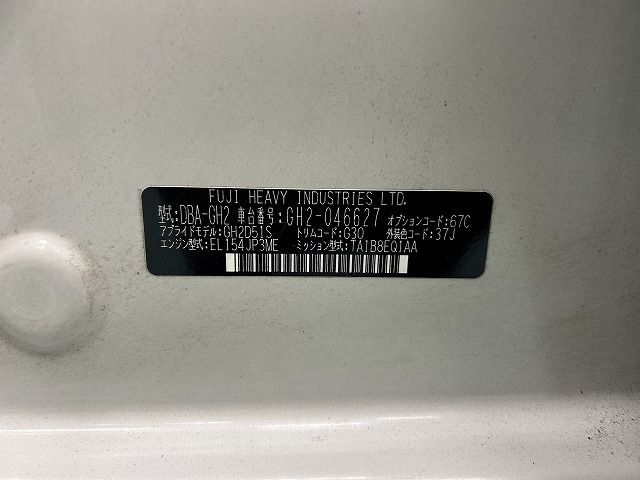 FUJI HEAVY INDUSTRIES LTD.
型式:DBA-GH2 車台番号:GH2-046627 オプションコード:67C
アプライドモデル:GH2D51S トリムコード:G30 外装色コード:37J
エンジン型式:EL154JP3ME ミッション型式:TA1B8EQ1AA